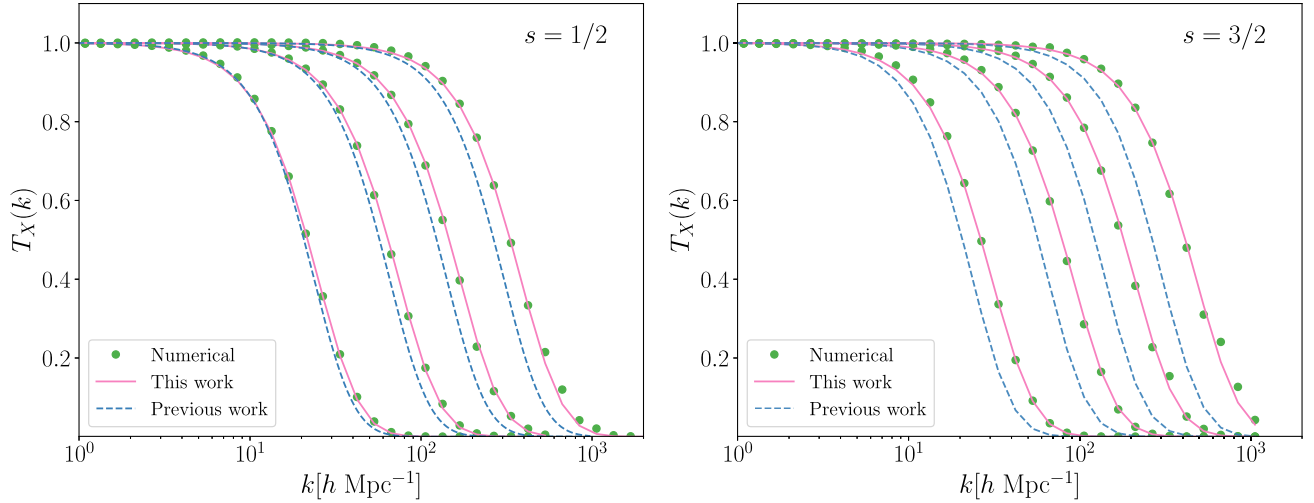 s = 1/2
1.0
0.8
0.6
0.4
0.2
T_X(k)
Numerical
This work
Previous work
10^0
10^1
10^2
10^3
k[h Mpc^{-1}]
s = 3/2
1.0
0.8
0.6
0.4
0.2
T_X(k)
Numerical
This work
Previous work
10^0
10^1
10^2
10^3
k[h Mpc^{-1}]